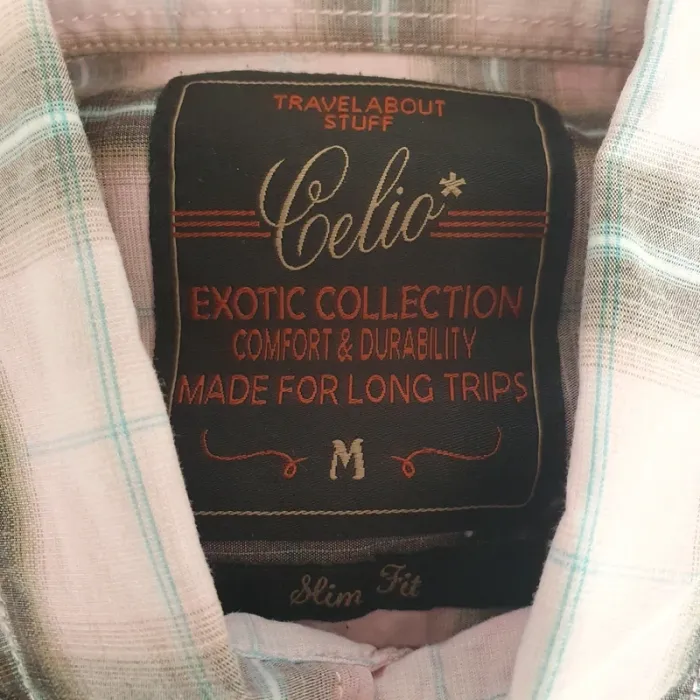 TRAVELABOUT
STUFF
Celio*
EXOTIC COLLECTION
COMFORT & DURABILITY
MADE FOR LONG TRIPS
M
Slim Fit